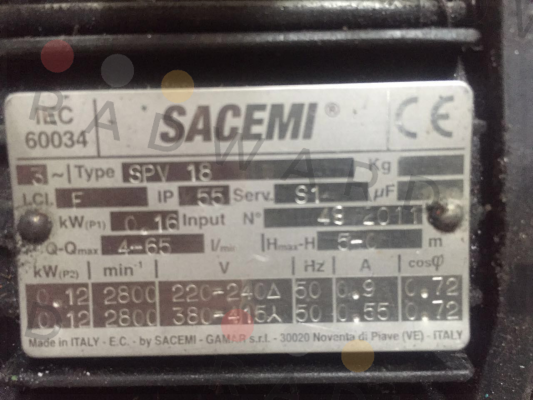 IEC
60034
SACEMI ® CE
3 ~ Type SPV 18 Kg
I.CL. F IP 55 Serv. S1 µF
kW(P1) 0.16 Input N° 49 2011
Q-Qmax 4-65 l/min Hmax-H 5-0 m
kW(P2) min⁻¹ V Hz A cosφ
0.12 2800 220-240Δ 50 0.9 0.72
0.12 2800 380-415⅄ 50 0.55 0.72
Made in ITALY - E.C. - by SACEMI - GAMAR s.r.l. - 30020 Noventa di Piave (VE) - ITALY
RADWARD